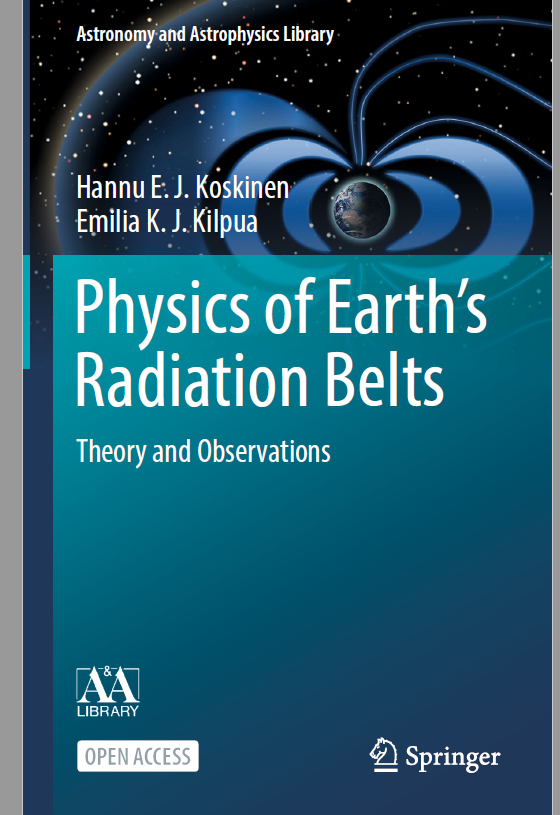 Astronomy and Astrophysics Library
Hannu E. J. Koskinen
Emilia K. J. Kilpua
Physics of Earth’s
Radiation Belts
Theory and Observations
A&A
LIBRARY
OPEN ACCESS
Springer